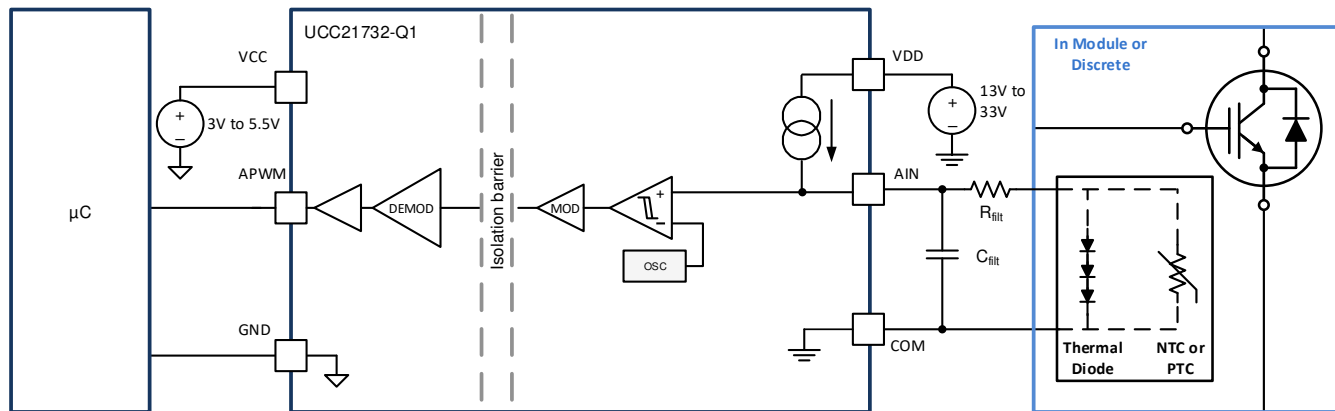 UCC21732-Q1
In Module or
Discrete
VCC
VDD
+
−
3V to 5.5V
+
−
13V to
33V
Isolation barrier
APWM
AIN
µC
DEMOD
MOD
+
−
OSC
Rfilt
Cfilt
GND
COM
Thermal
Diode
NTC or
PTC